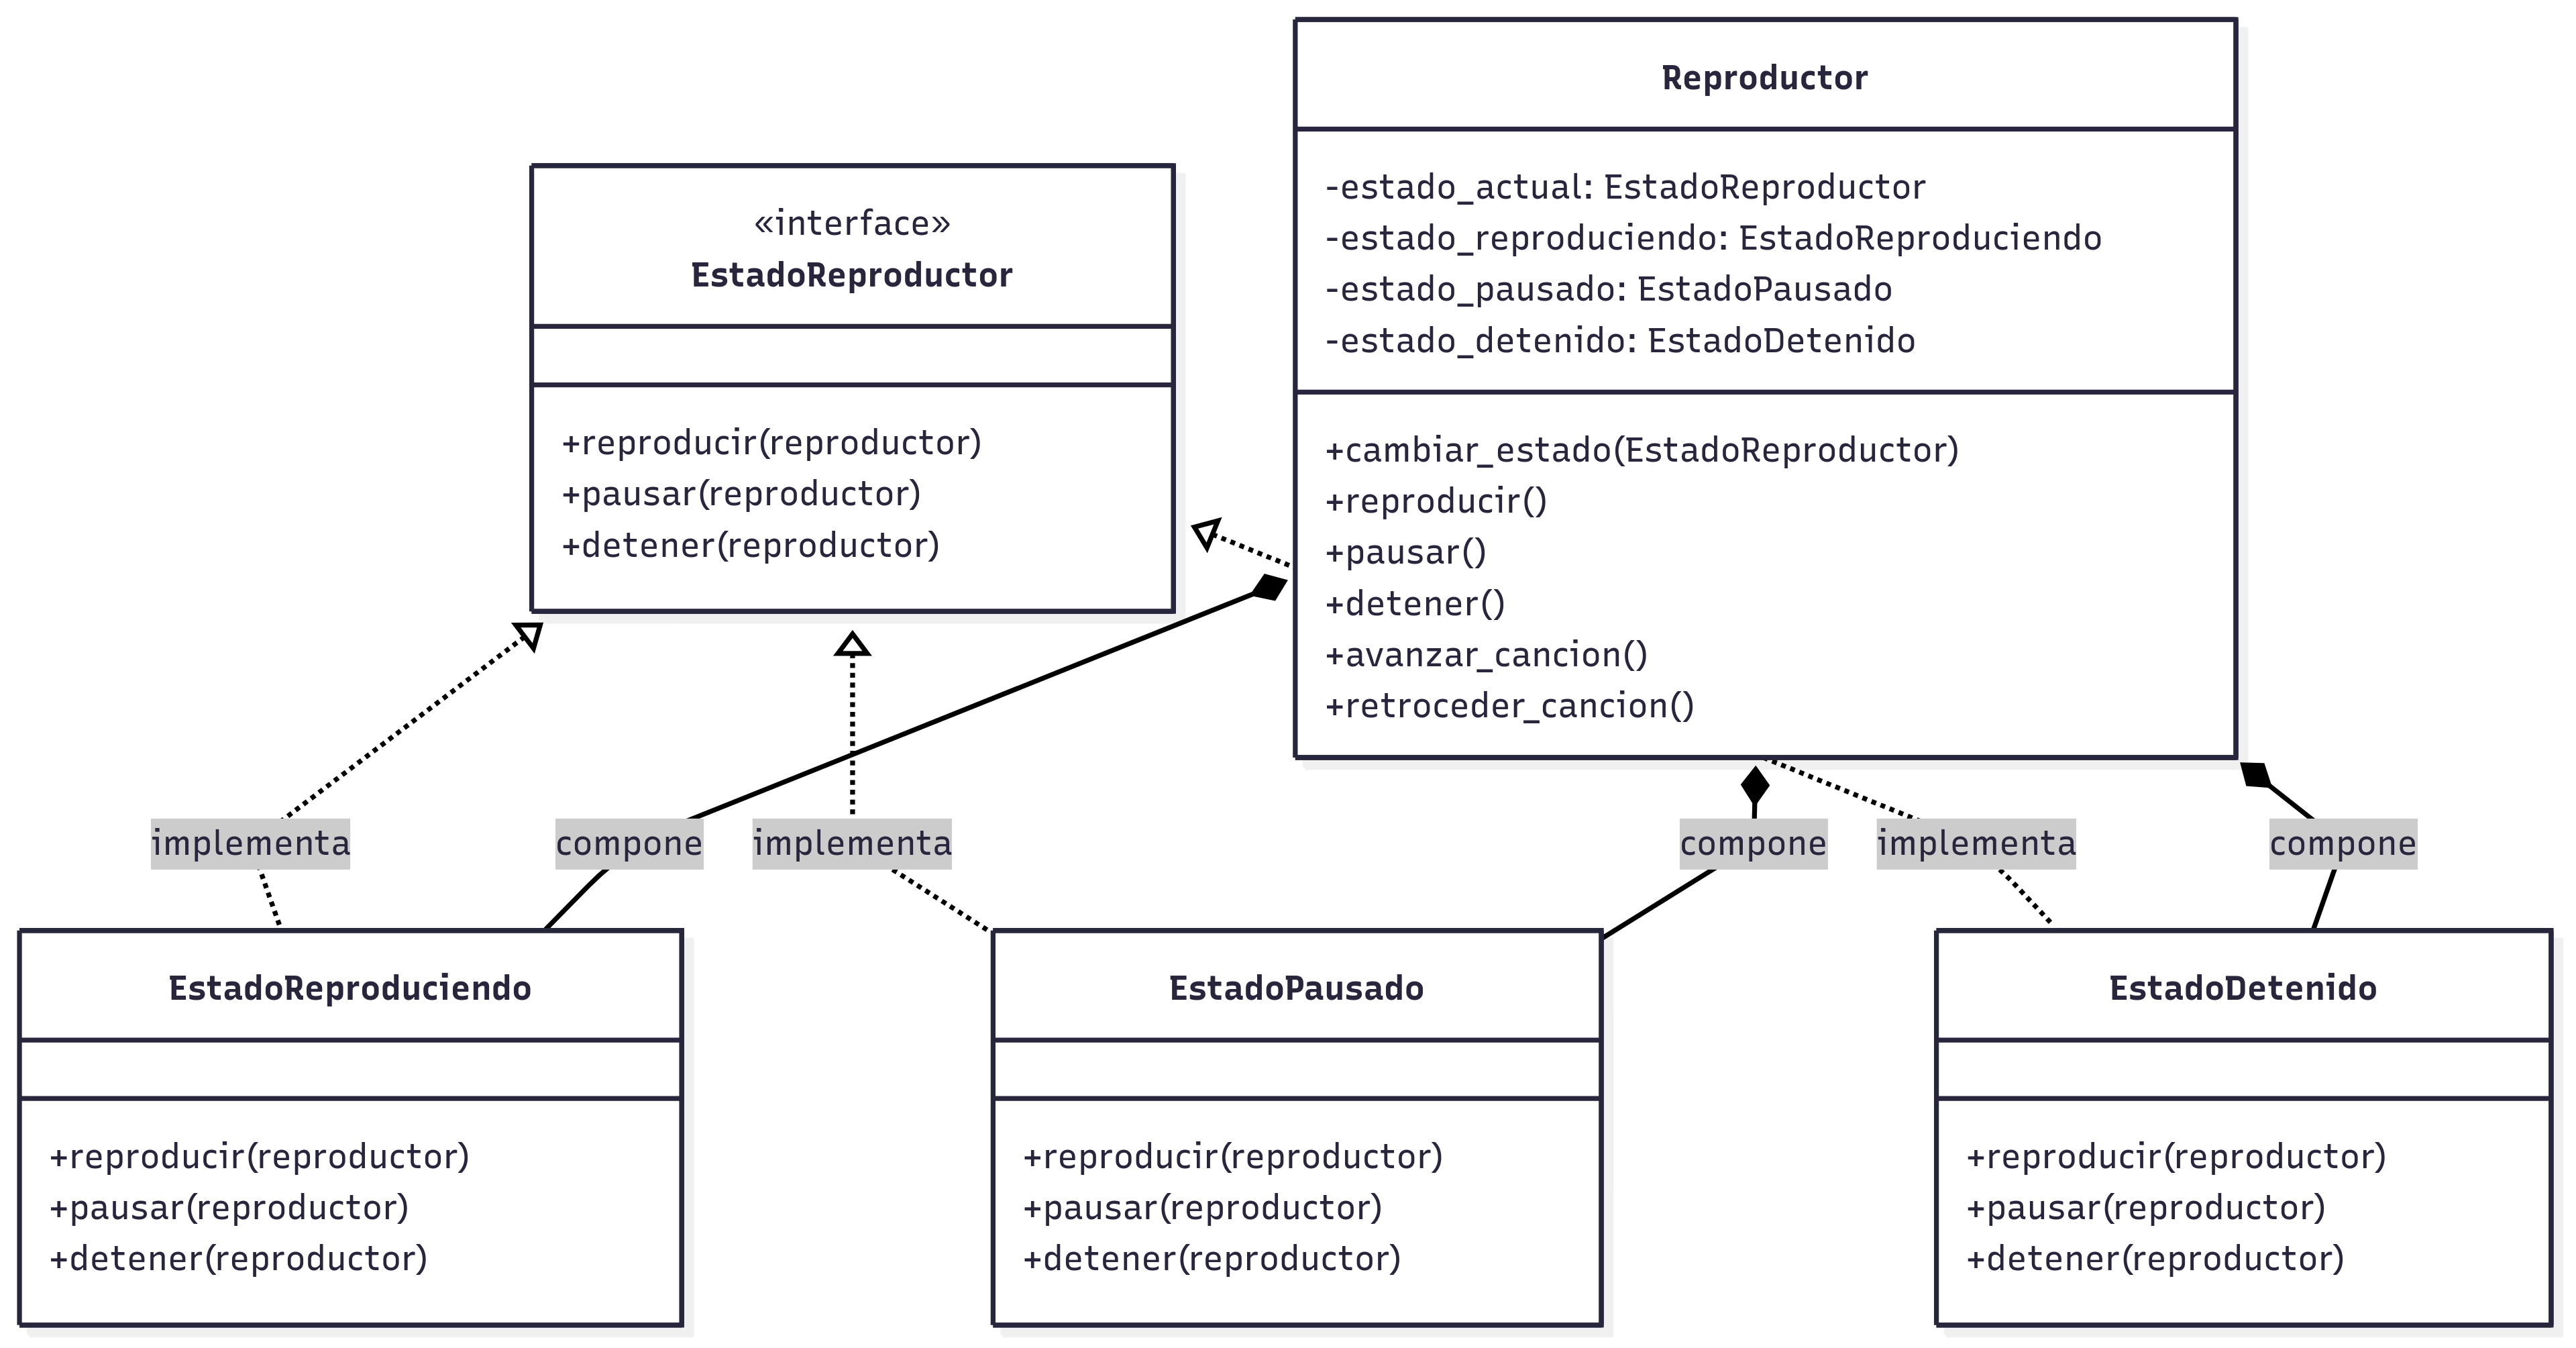 «interface»
EstadoReproductor
+reproducir(reproductor)
+pausar(reproductor)
+detener(reproductor)
Reproductor
-estado_actual: EstadoReproductor
-estado_reproduciendo: EstadoReproduciendo
-estado_pausado: EstadoPausado
-estado_detenido: EstadoDetenido
+cambiar_estado(EstadoReproductor)
+reproducir()
+pausar()
+detener()
+avanzar_cancion()
+retroceder_cancion()
implementa
compone
implementa
compone
implementa
compone
EstadoReproduciendo
+reproducir(reproductor)
+pausar(reproductor)
+detener(reproductor)
EstadoPausado
+reproducir(reproductor)
+pausar(reproductor)
+detener(reproductor)
EstadoDetenido
+reproducir(reproductor)
+pausar(reproductor)
+detener(reproductor)